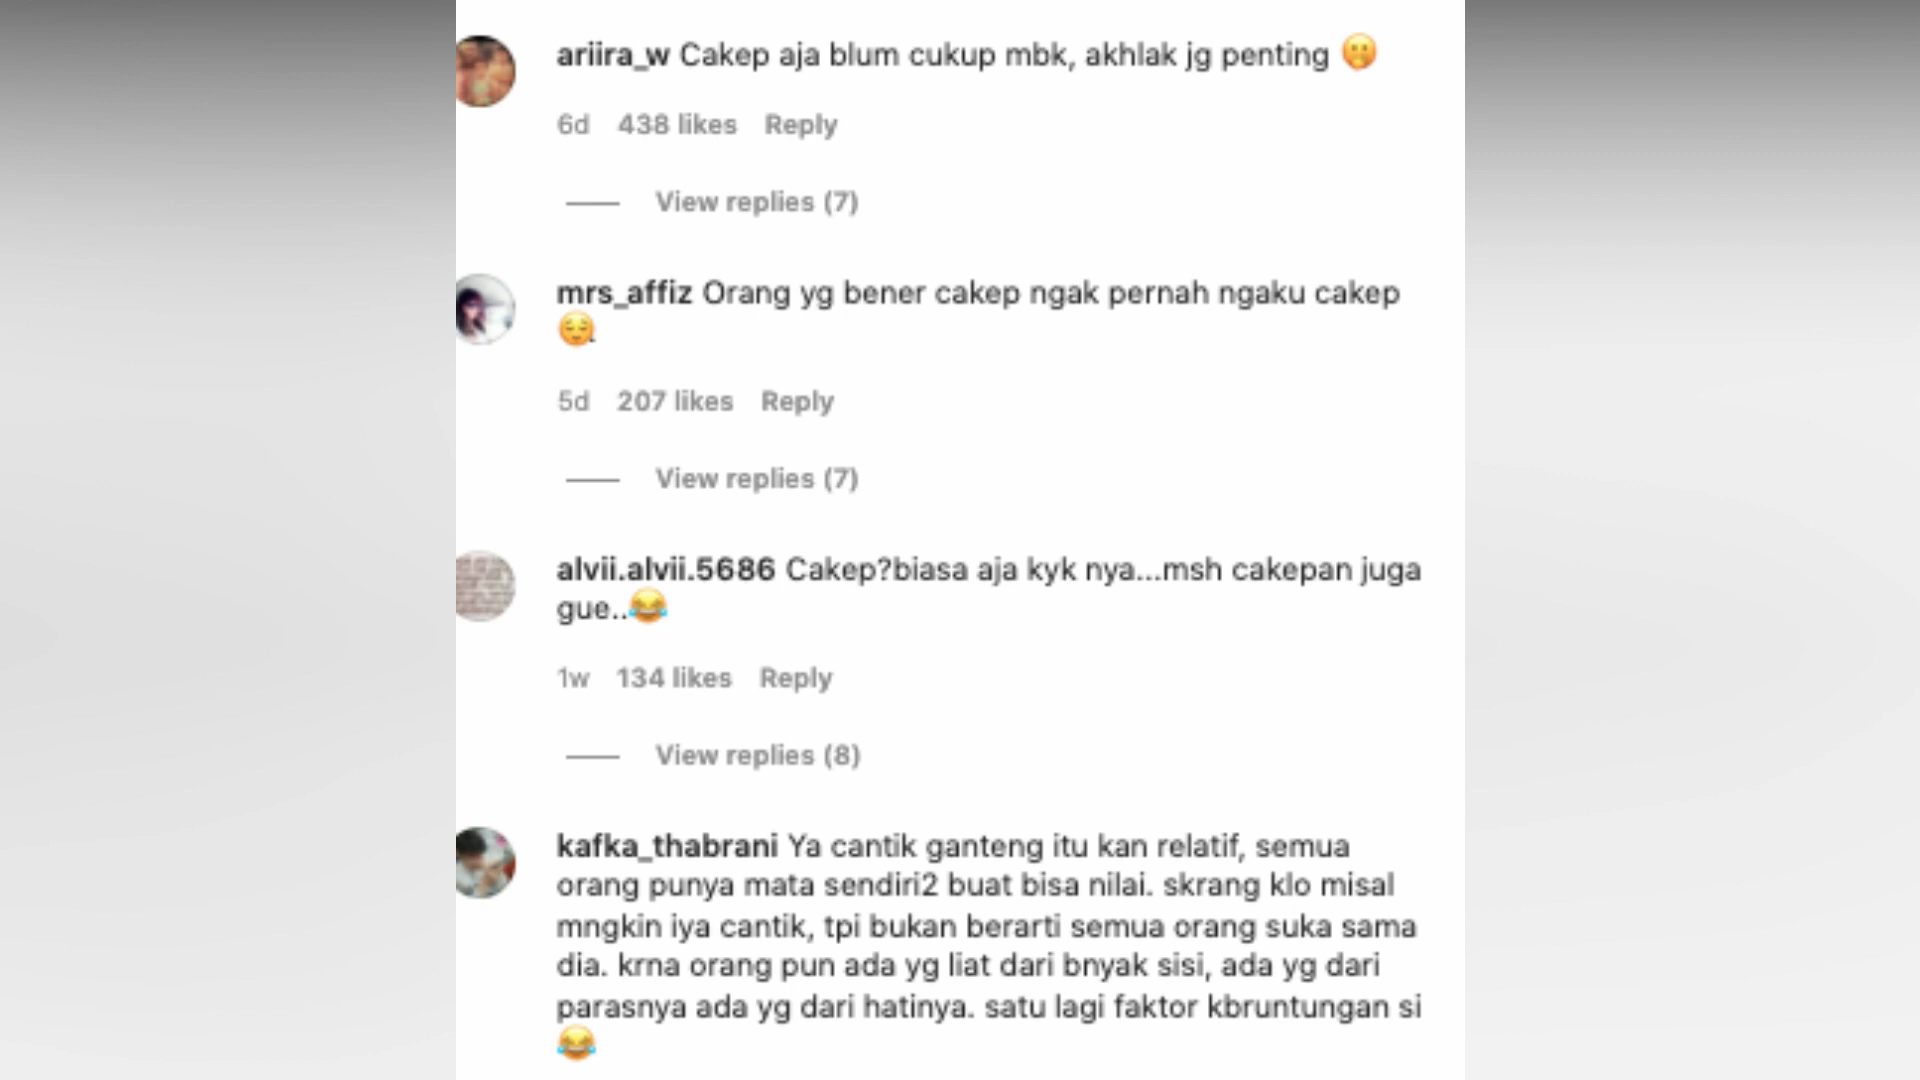 ariira_w Cakep aja blum cukup mbk, akhlak jg penting 🤭
6d 438 likes Reply
View replies (7)
mrs_affiz Orang yg bener cakep ngak pernah ngaku cakep
😌.
5d 207 likes Reply
View replies (7)
alvii.alvii.5686 Cakep?biasa aja kyk nya...msh cakepan juga
gue..😂
1w 134 likes Reply
View replies (8)
kafka_thabrani Ya cantik ganteng itu kan relatif, semua
orang punya mata sendiri2 buat bisa nilai. skrang klo misal
mngkin iya cantik, tpi bukan berarti semua orang suka sama
dia. krna orang pun ada yg liat dari bnyak sisi, ada yg dari
parasnya ada yg dari hatinya. satu lagi faktor kbruntungan si
😂